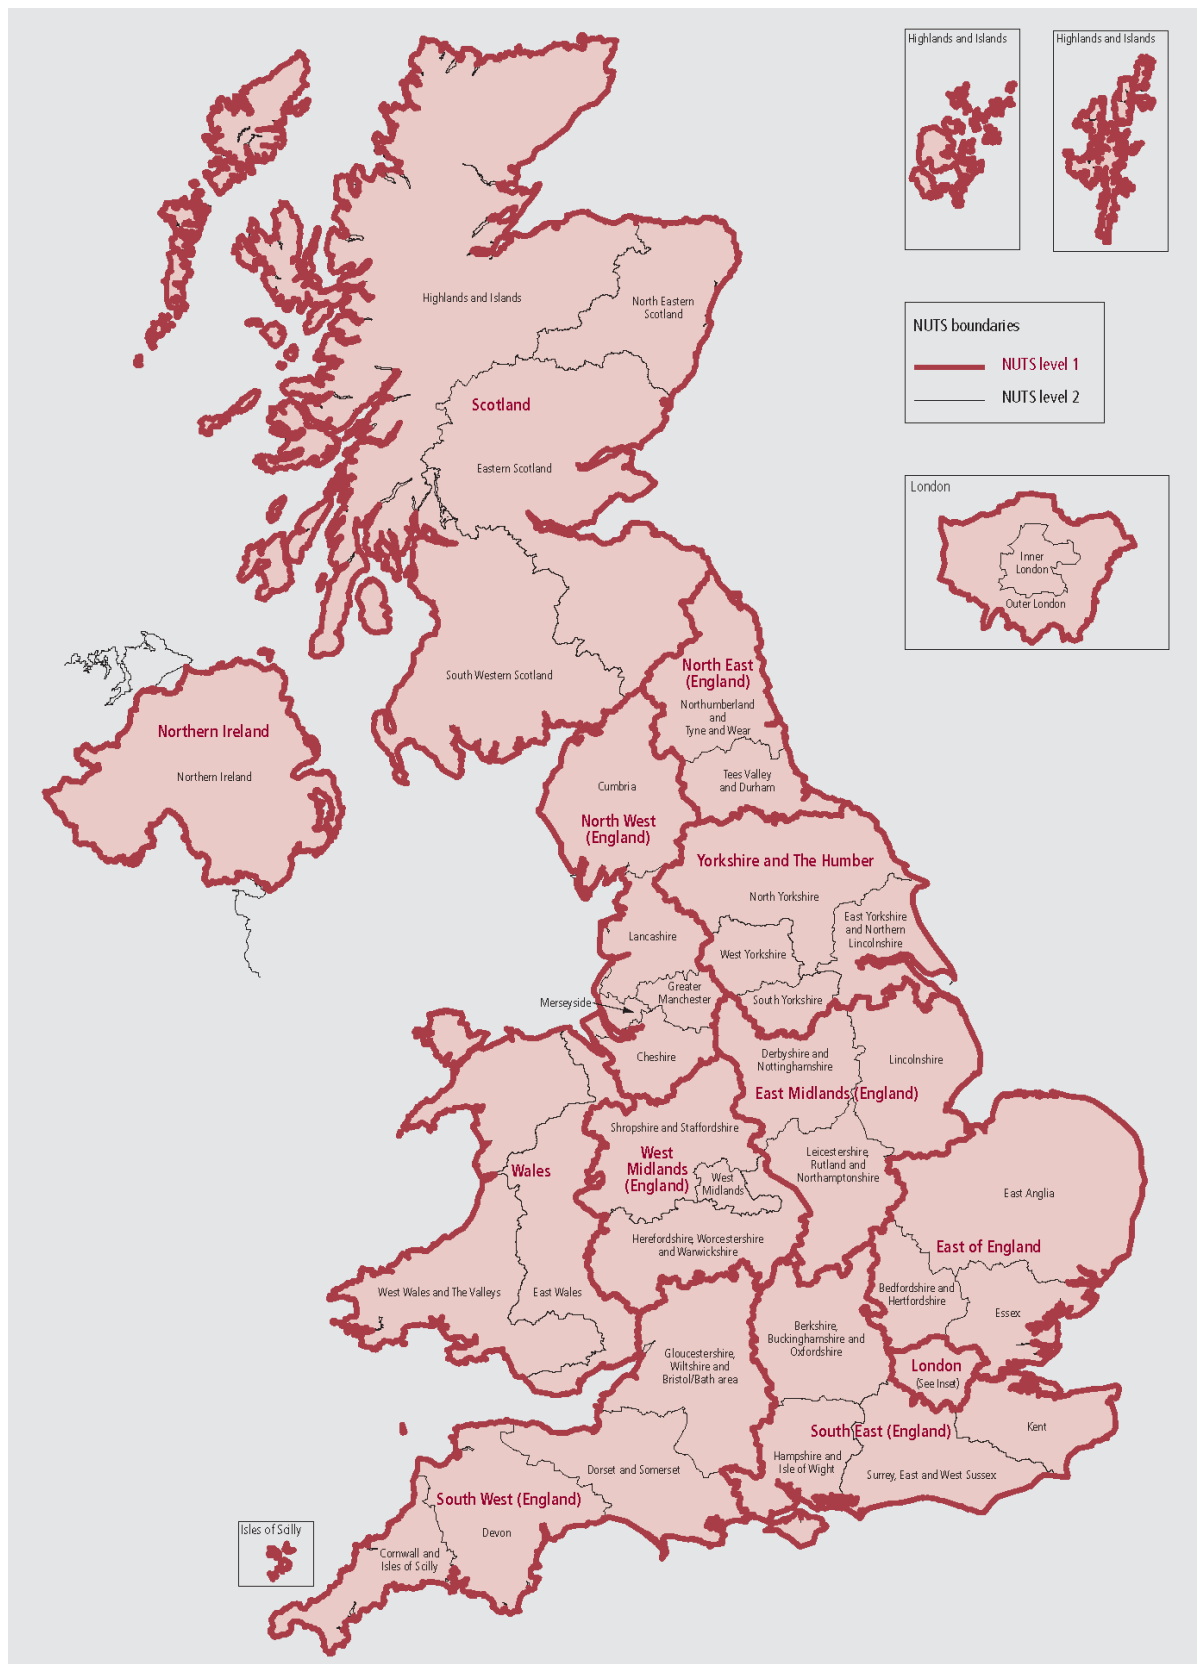 Highlands and Islands
Highlands and Islands
NUTS boundaries
NUTS level 1
NUTS level 2
Highlands and Islands
North Eastern
Scotland
Scotland
Eastern Scotland
London
Inner
London
Outer London
South Western Scotland
North East
(England)
Northumberland
and
Tyne and Wear
Northern Ireland
Northern Ireland
Tees Valley
and Durham
Cumbria
North West
(England)
Yorkshire and The Humber
North Yorkshire
East Yorkshire
and Northern
Lincolnshire
Lancashire
West Yorkshire
Greater
Manchester
South Yorkshire
Merseyside
Cheshire
Derbyshire and
Nottinghamshire
Lincolnshire
East Midlands (England)
Shropshire and Staffordshire
West
Midlands
(England)
West
Midlands
Leicestershire,
Rutland and
Northamptonshire
Wales
East Anglia
Herefordshire, Worcestershire
and Warwickshire
East of England
West Wales and The Valleys
East Wales
Bedfordshire and
Hertfordshire
Essex
Berkshire,
Buckinghamshire and
Oxfordshire
Gloucestershire,
Wiltshire and
Bristol/Bath area
London
(See Inset)
South East (England)
Kent
Hampshire and
Isle of Wight
Surrey, East and West Sussex
Dorset and Somerset
South West (England)
Devon
Cornwall and
Isles of Scilly
Isles of Scilly